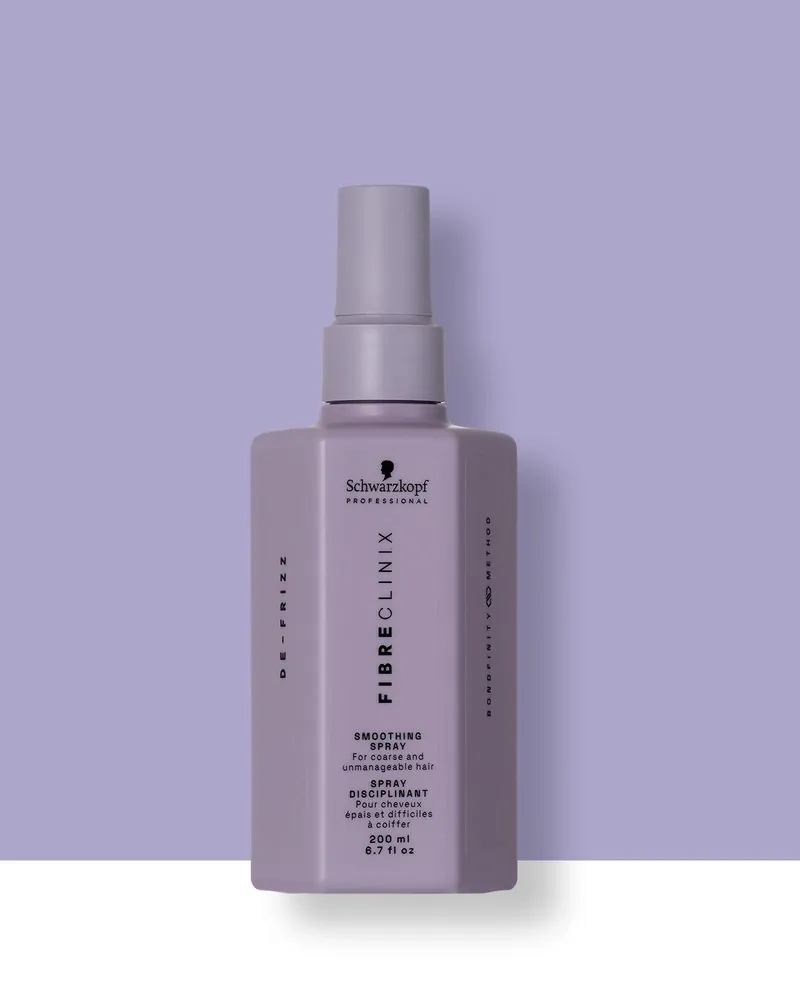 Schwarzkopf
PROFESSIONAL
DE-FRIZZ
FIBRECLINIX
BONDFINITY METHOD
SMOOTHING
SPRAY
For coarse and
unmanageable hair
SPRAY
DISCIPLINANT
Pour cheveux
épais et difficiles
à coiffer
200 ml
6.7 fl oz